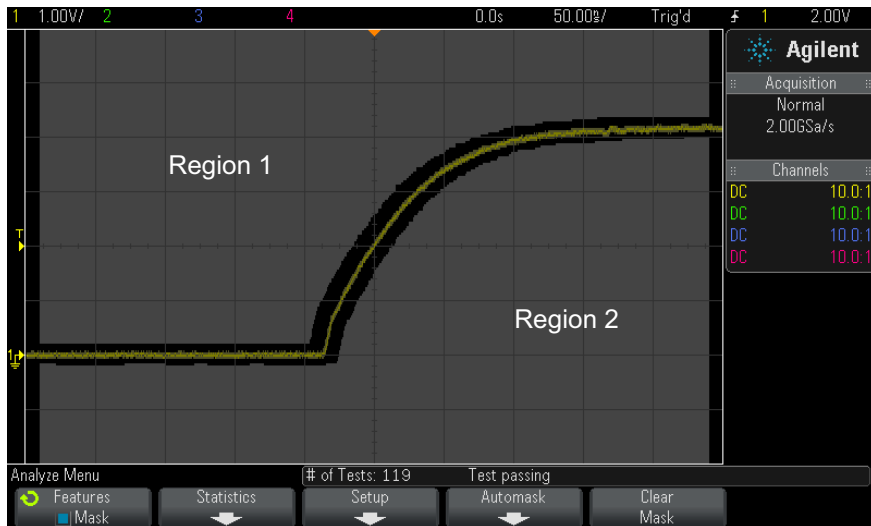 1 1.00V/ 2 3 4 0.0s 50.00ns/ Trig'd 1 2.00V
Agilent
Acquisition
Normal
2.00GSa/s
Channels
DC 10.0:1
DC 10.0:1
DC 10.0:1
DC 10.0:1
Region 1
T
Region 2
1
Analyze Menu # of Tests: 119 Test passing
Features Statistics Setup Automask Clear
Mask Mask